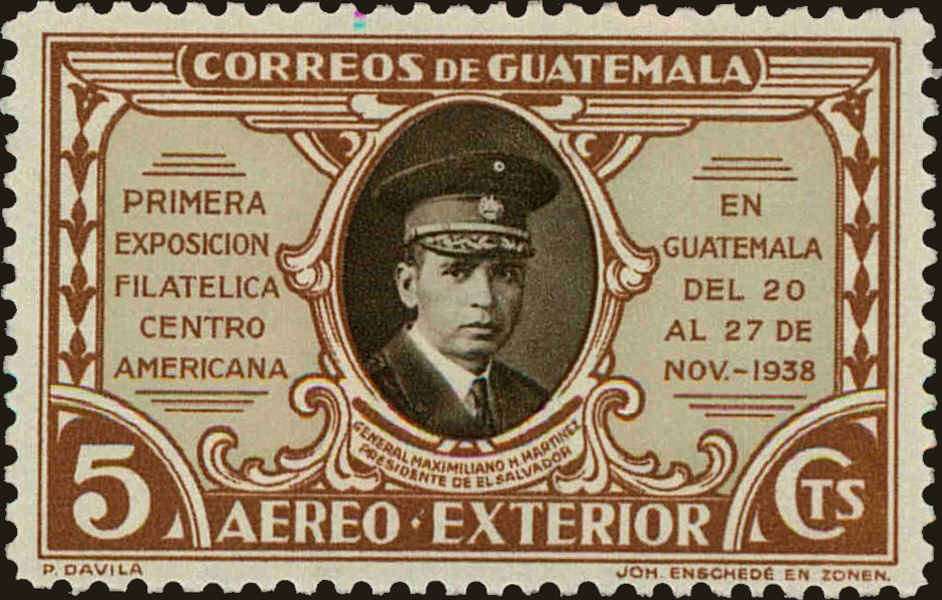 CORREOS DE GUATEMALA
PRIMERA
EXPOSICION
FILATELICA
CENTRO
AMERICANA
EN
GUATEMALA
DEL 20
AL 27 DE
NOV.-1938
GENERAL MAXIMILIANO H. MARTINEZ
PRESIDENTE DE EL SALVADOR
5 CTS
AEREO·EXTERIOR
P. DAVILA
JOH. ENSCHEDÉ EN ZONEN.